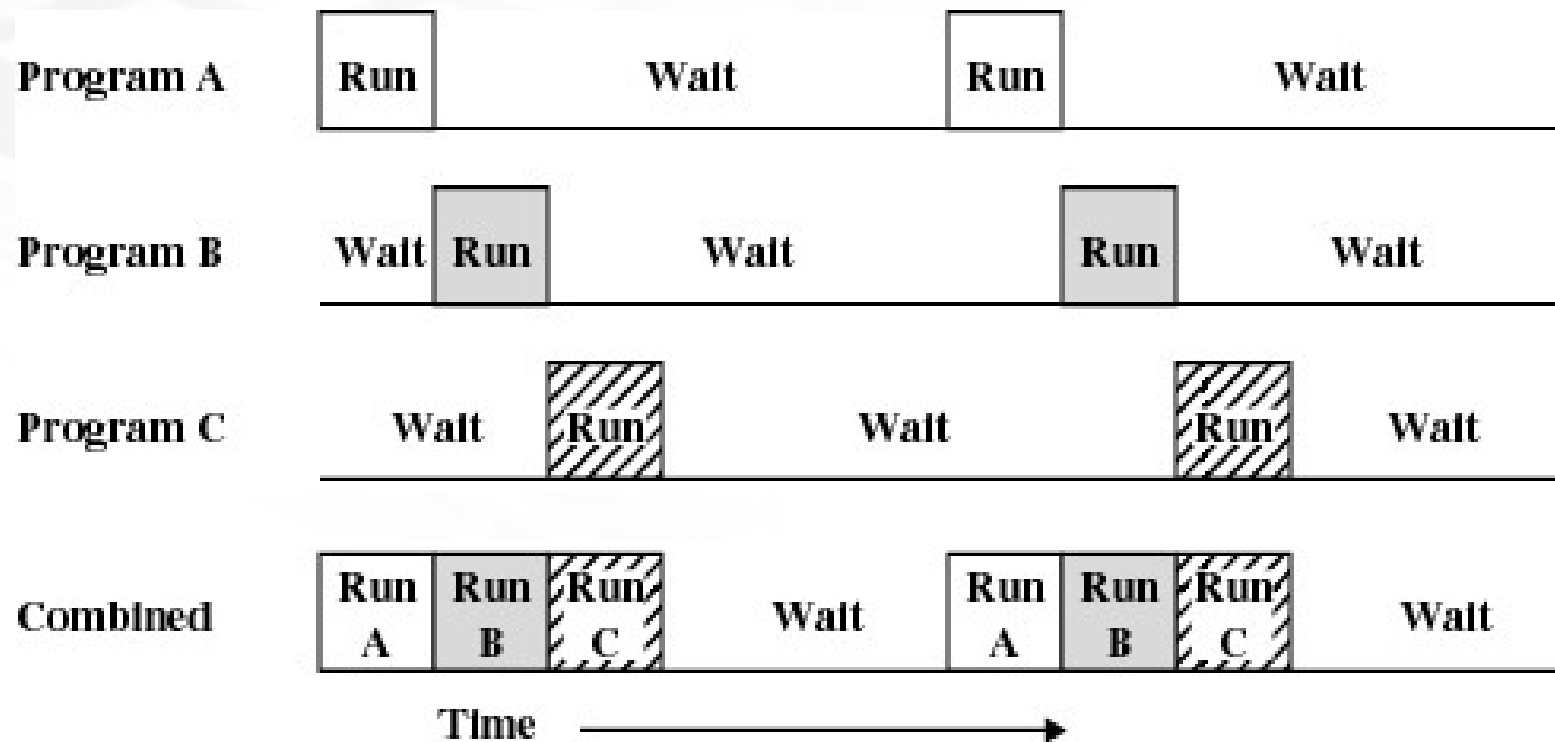 Program A Run Wait Run Wait
Program B Wait Run Wait Run Wait
Program C Wait Run Wait Run Wait
Combined Run A Run B Run C Wait Run A Run B Run C Wait
Time